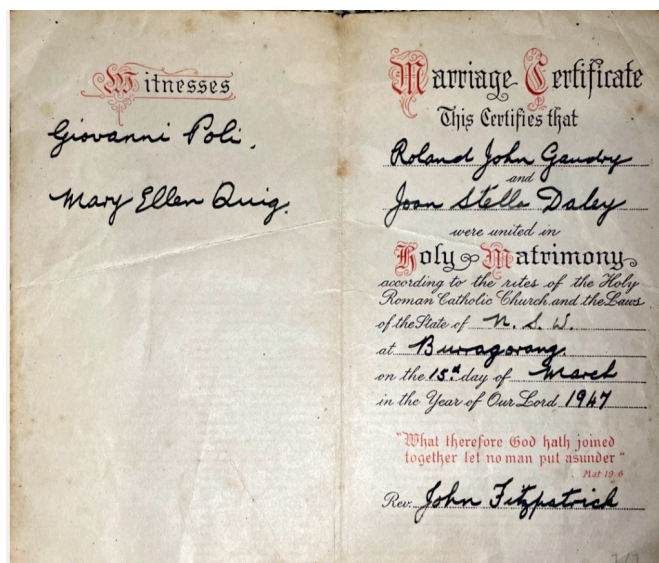 Witnesses
Giovanni Poli.
Mary Ellen Quig.
Marriage Certificate
This Certifies that
Roland John Gaudry
and
Joan Stella Daley
were united in
Holy Matrimony
according to the rites of the Holy
Roman Catholic Church and the Laws
of the State of N. S. W.
at Burragorang.
on the 15th day of March
in the Year of Our Lord 1947
"What therefore God hath joined
together let no man put asunder"
Mat 19·6
Rev. John Fitzpatrick